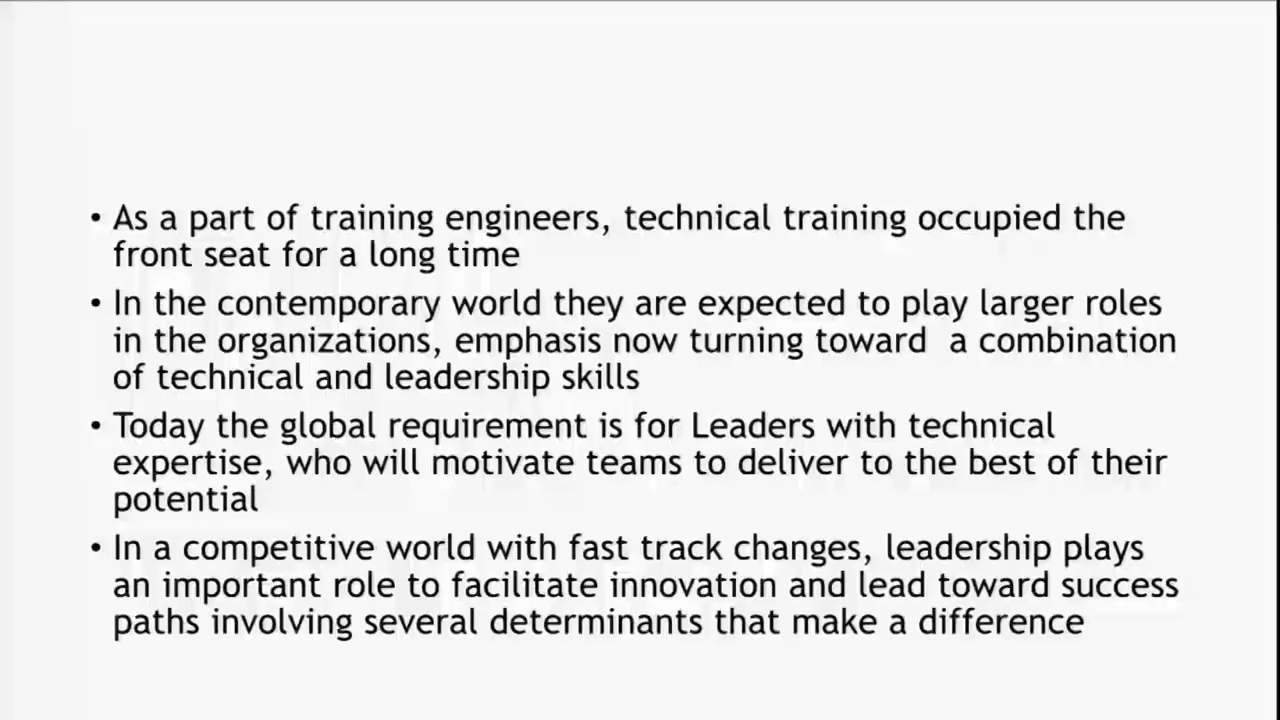 • As a part of training engineers, technical training occupied the
front seat for a long time
• In the contemporary world they are expected to play larger roles
in the organizations, emphasis now turning toward  a combination
of technical and leadership skills
• Today the global requirement is for Leaders with technical
expertise, who will motivate teams to deliver to the best of their
potential
• In a competitive world with fast track changes, leadership plays
an important role to facilitate innovation and lead toward success
paths involving several determinants that make a difference